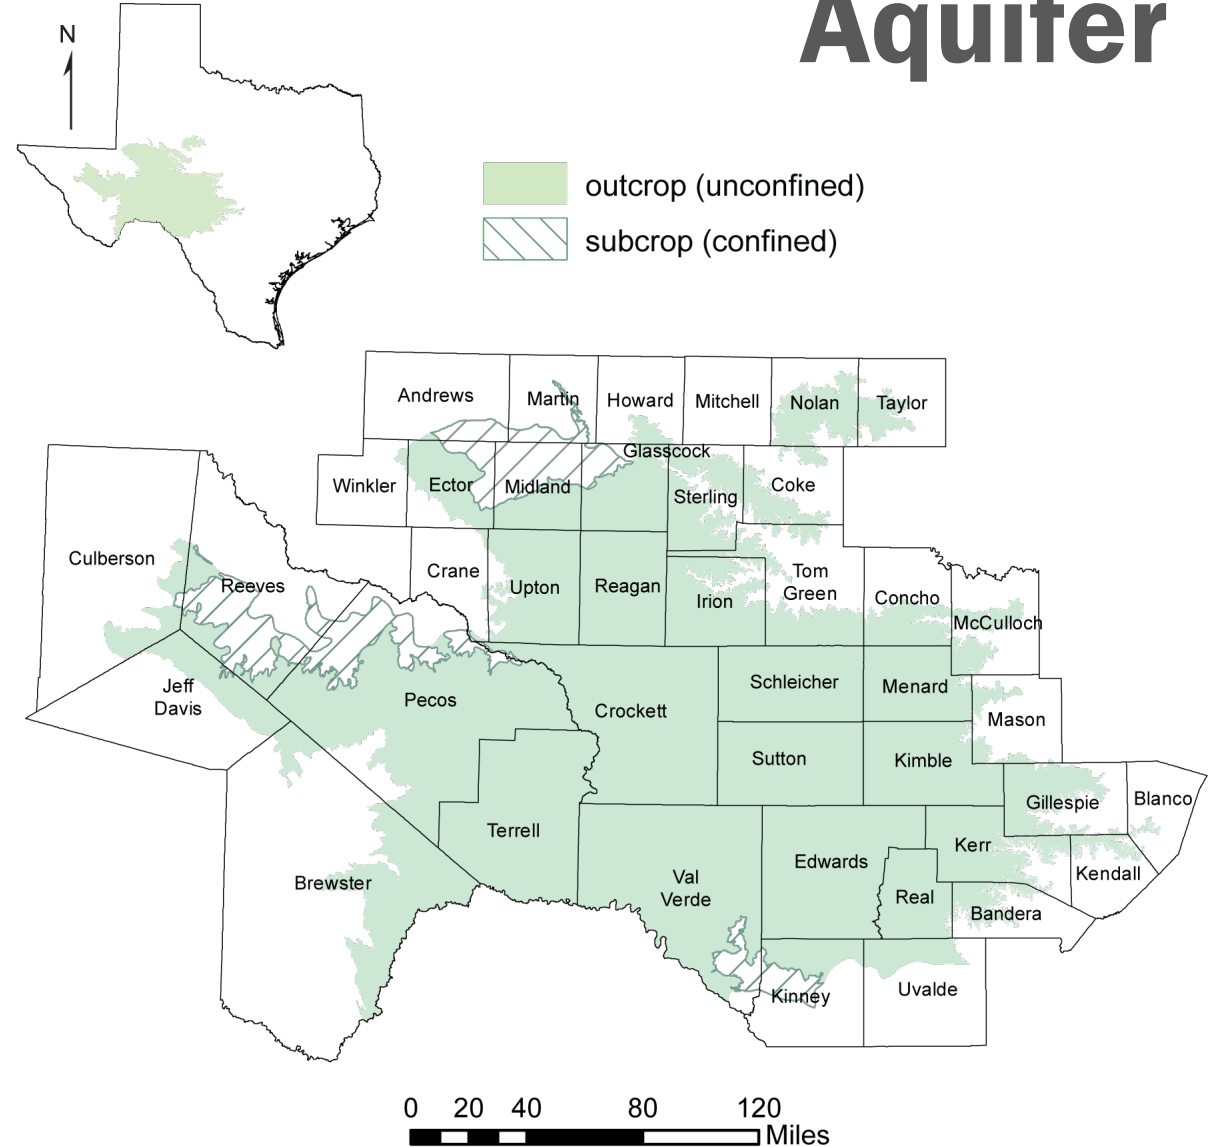 Aquifer
N
outcrop (unconfined)
subcrop (confined)
Andrews
Martin
Howard
Mitchell
Nolan
Taylor
Glasscock
Winkler
Ector
Midland
Sterling
Coke
Culberson
Reeves
Crane
Upton
Reagan
Irion
Tom
Green
Concho
McCulloch
Jeff
Davis
Pecos
Crockett
Schleicher
Menard
Mason
Sutton
Kimble
Gillespie
Blanco
Terrell
Edwards
Kerr
Kendall
Brewster
Val
Verde
Real
Bandera
Kinney
Uvalde
0 20 40 80 120
Miles